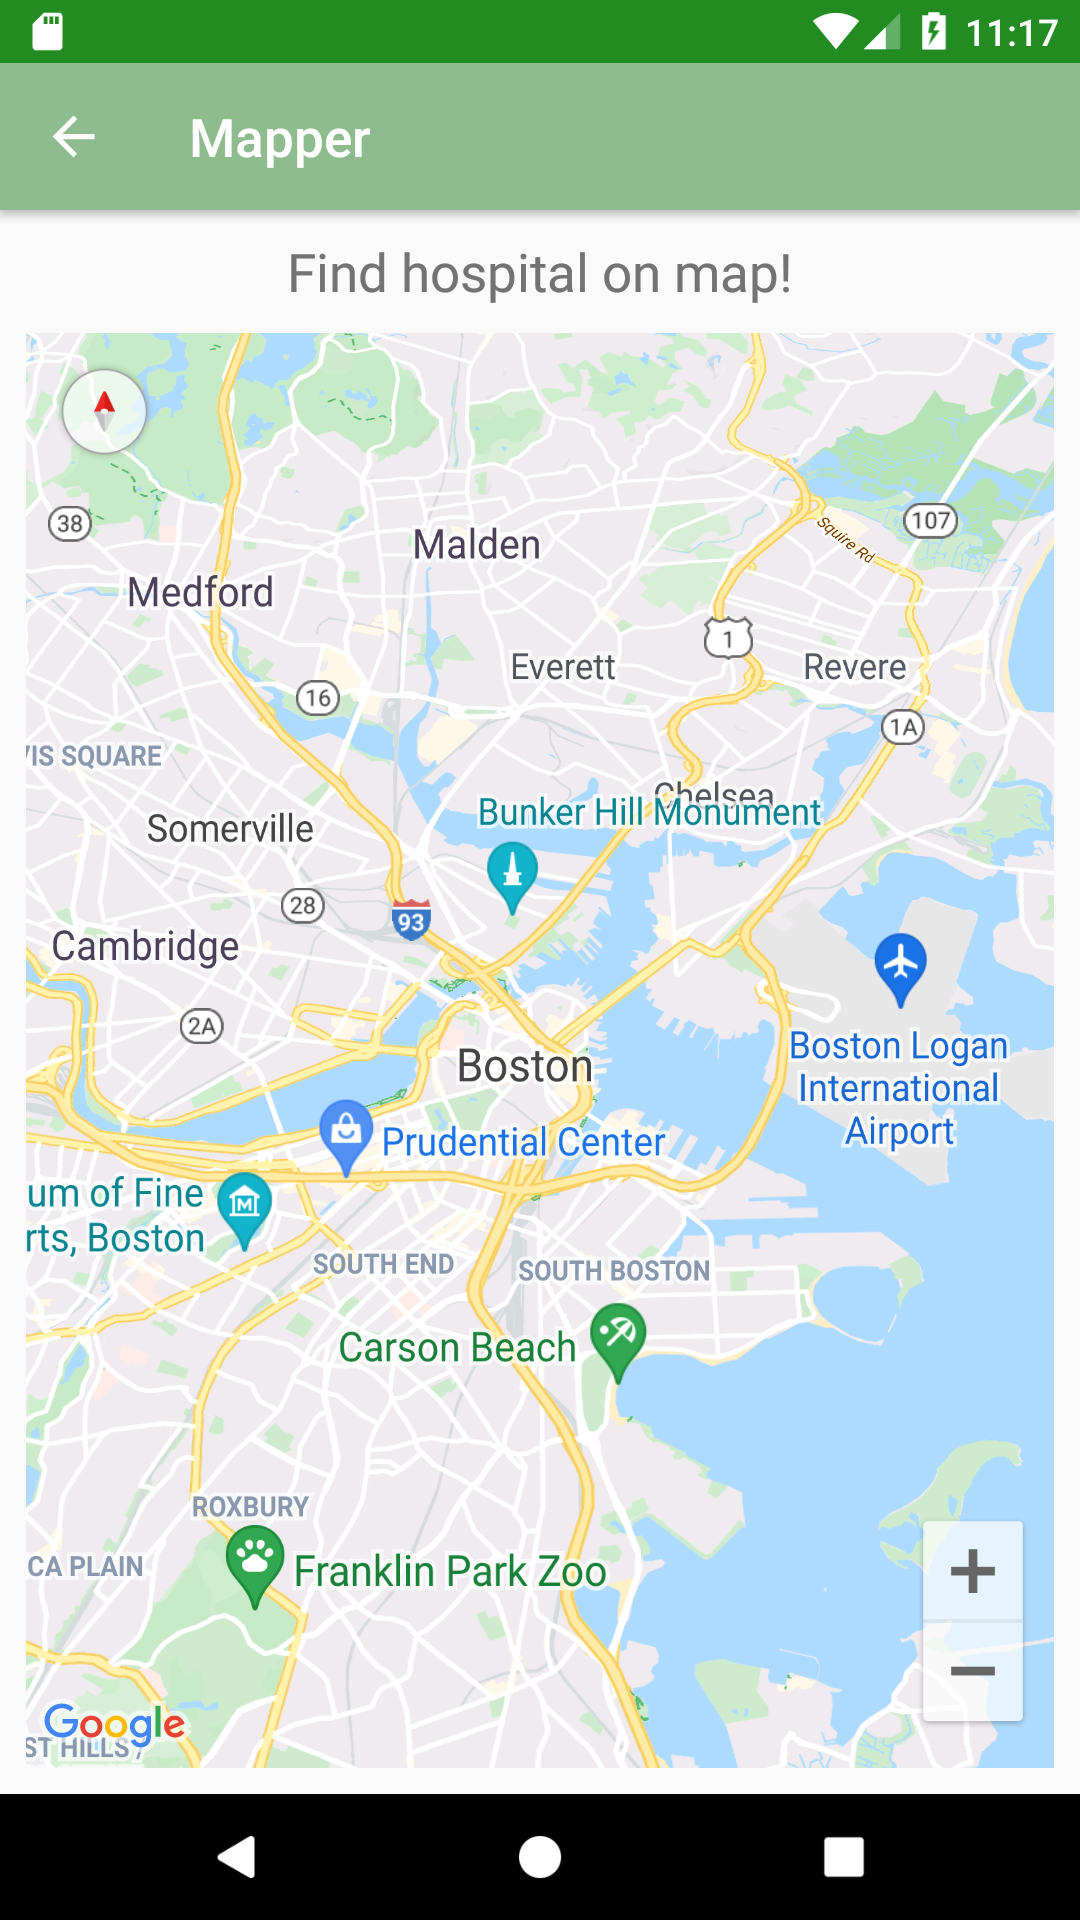 11:17
Mapper
Find hospital on map!
38
107
Squire Rd
Malden
Medford
1
Everett
Revere
16
1A
VIS SQUARE
Chelsea
Bunker Hill Monument
Somerville
28
93
Cambridge
2A
Boston
Boston Logan
International
Airport
Prudential Center
um of Fine
rts, Boston
SOUTH END
SOUTH BOSTON
Carson Beach
ROXBURY
CA PLAIN
Franklin Park Zoo
Google
ST HILLS